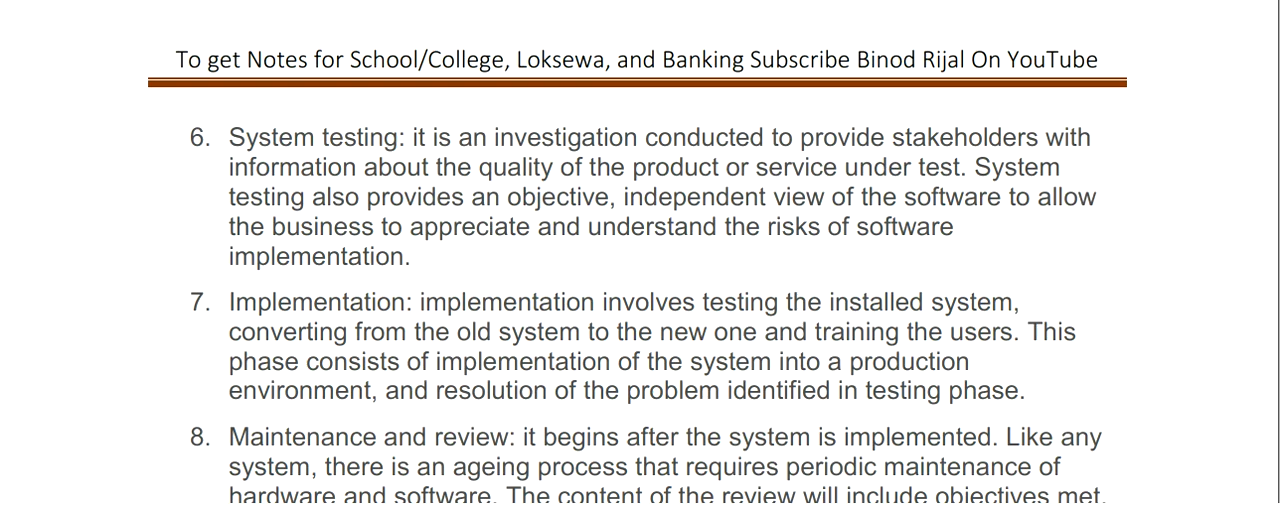 To get Notes for School/College, Loksewa, and Banking Subscribe Binod Rijal On YouTube
6. System testing: it is an investigation conducted to provide stakeholders with
information about the quality of the product or service under test. System
testing also provides an objective, independent view of the software to allow
the business to appreciate and understand the risks of software
implementation.
7. Implementation: implementation involves testing the installed system,
converting from the old system to the new one and training the users. This
phase consists of implementation of the system into a production
environment, and resolution of the problem identified in testing phase.
8. Maintenance and review: it begins after the system is implemented. Like any
system, there is an ageing process that requires periodic maintenance of
hardware and software. The content of the review will include objectives met,